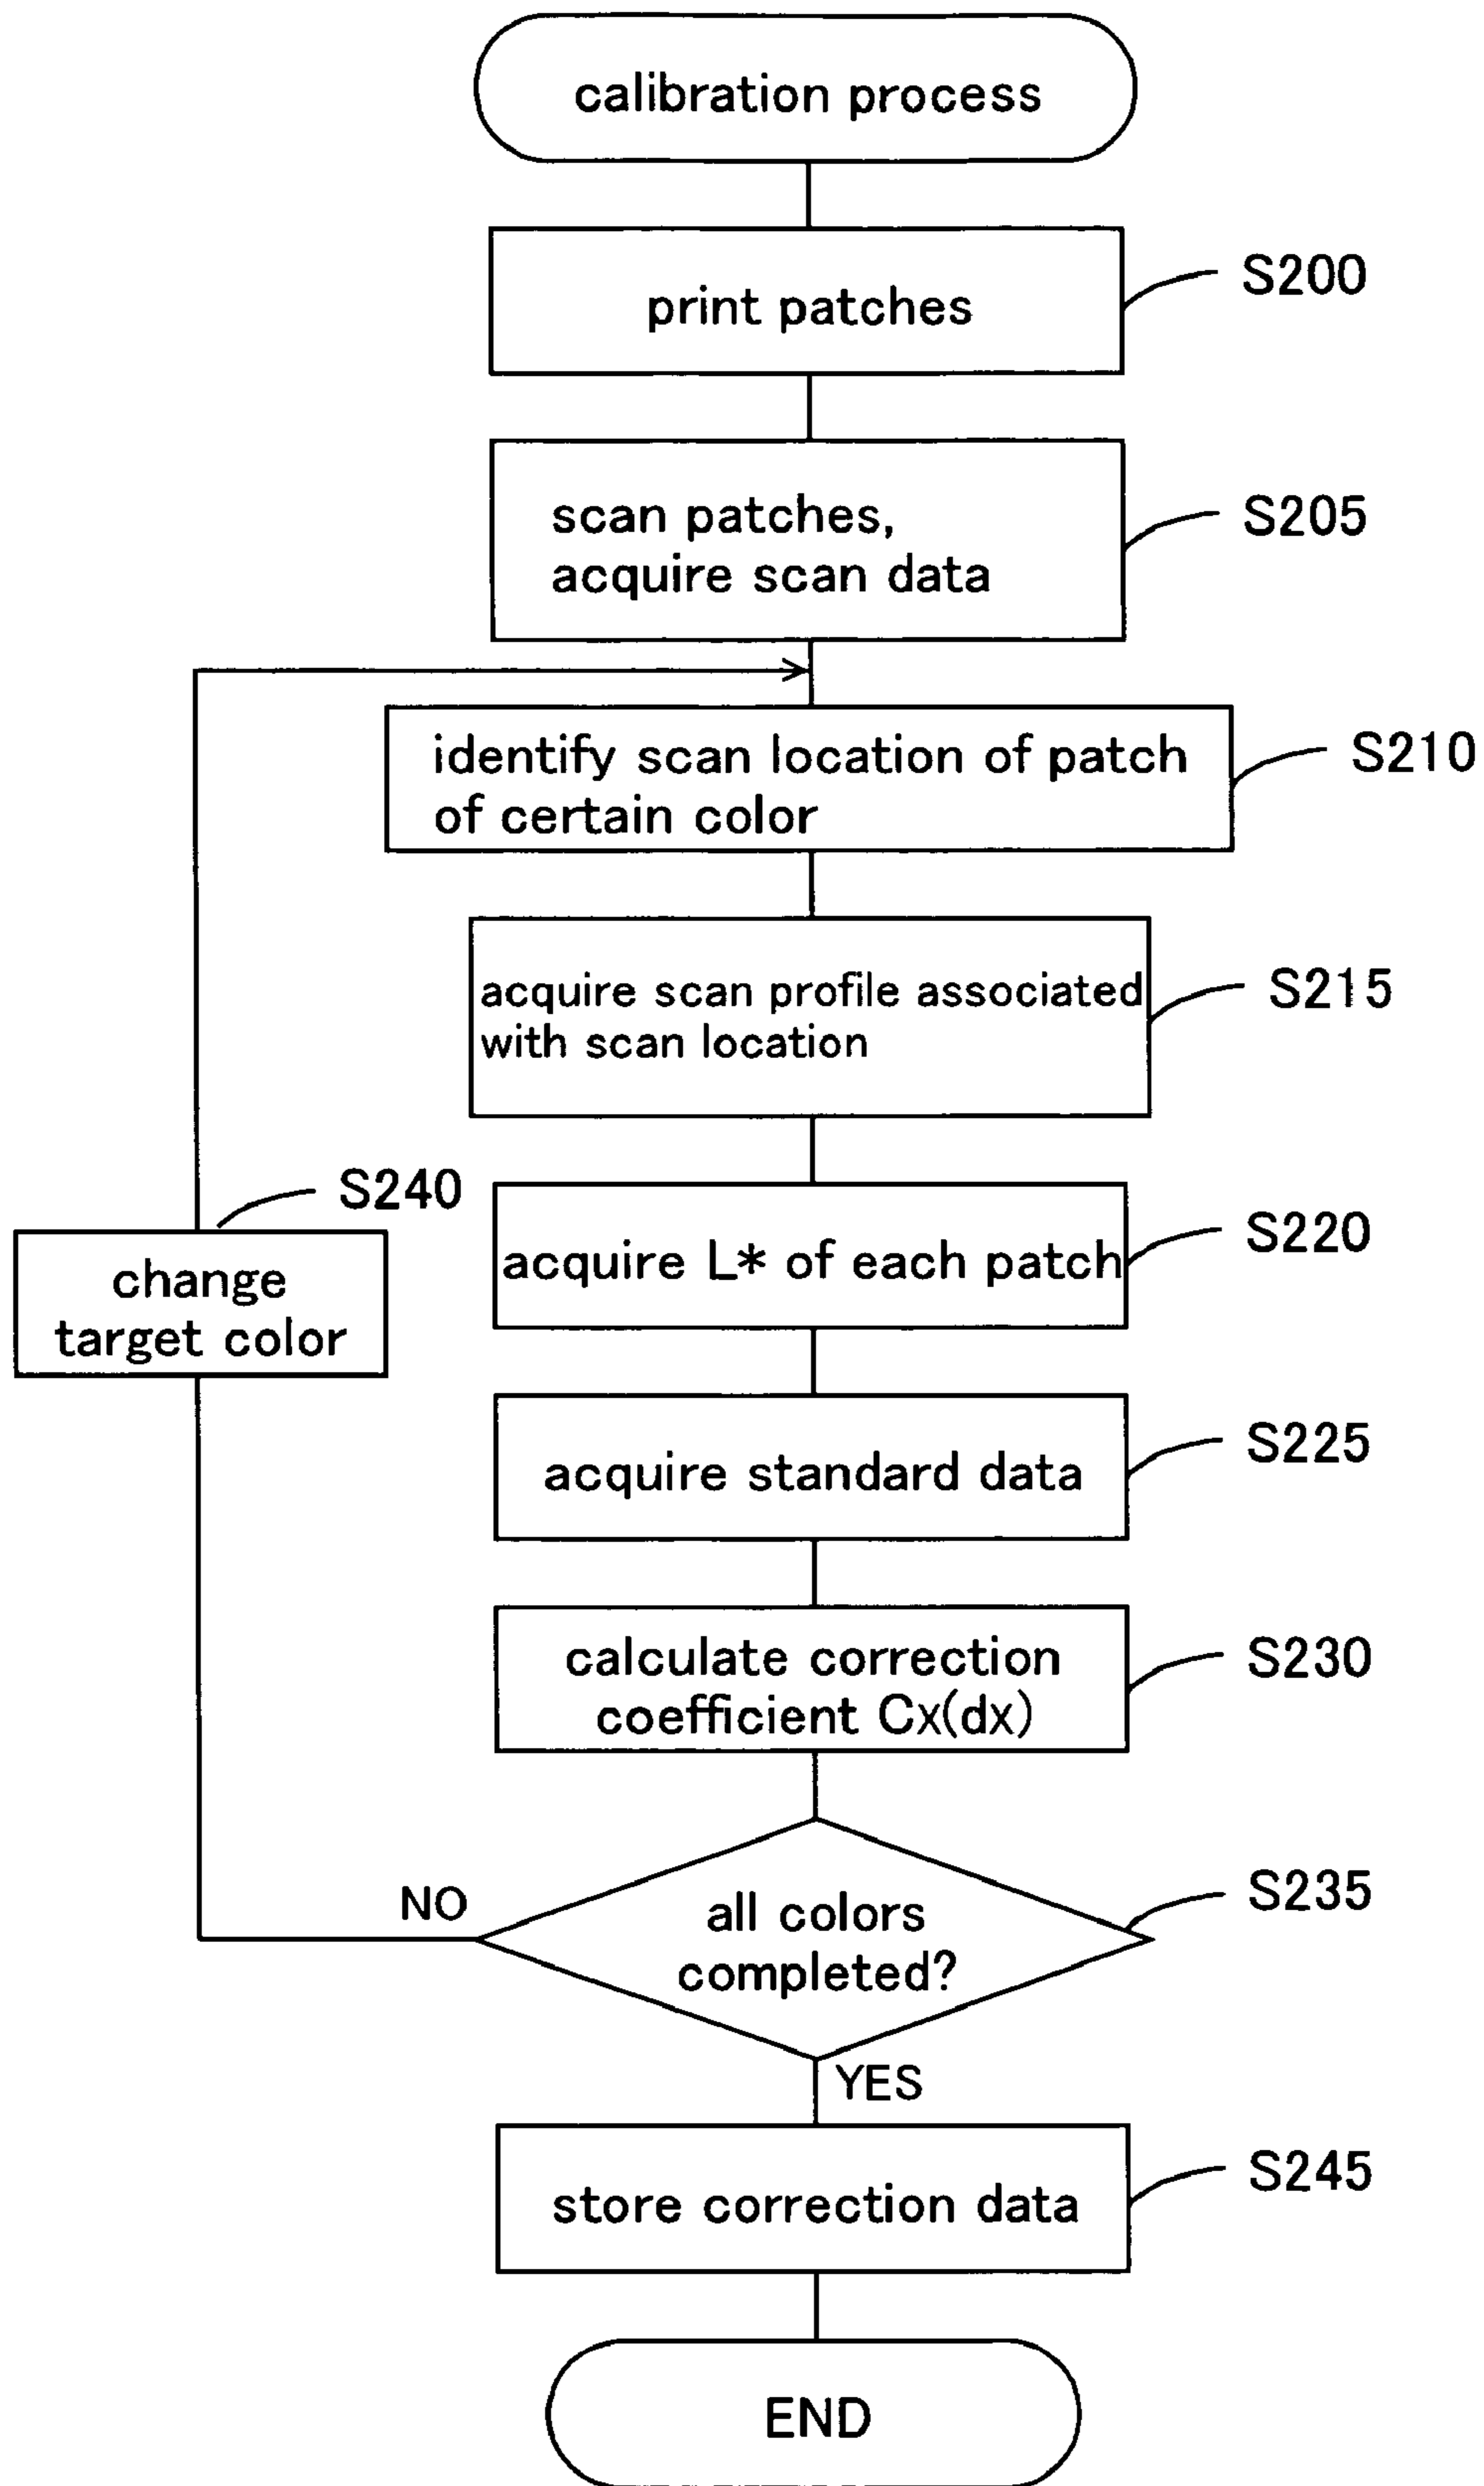 calibration process
print patches
S200
scan patches,
acquire scan data
S205
identify scan location of patch
of certain color
S210
acquire scan profile associated
with scan location
S215
acquire L* of each patch
S220
S240
change
target color
acquire standard data
S225
calculate correction
coefficient CX(dX)
S230
all colors
completed?
S235
NO
YES
store correction data
S245
END